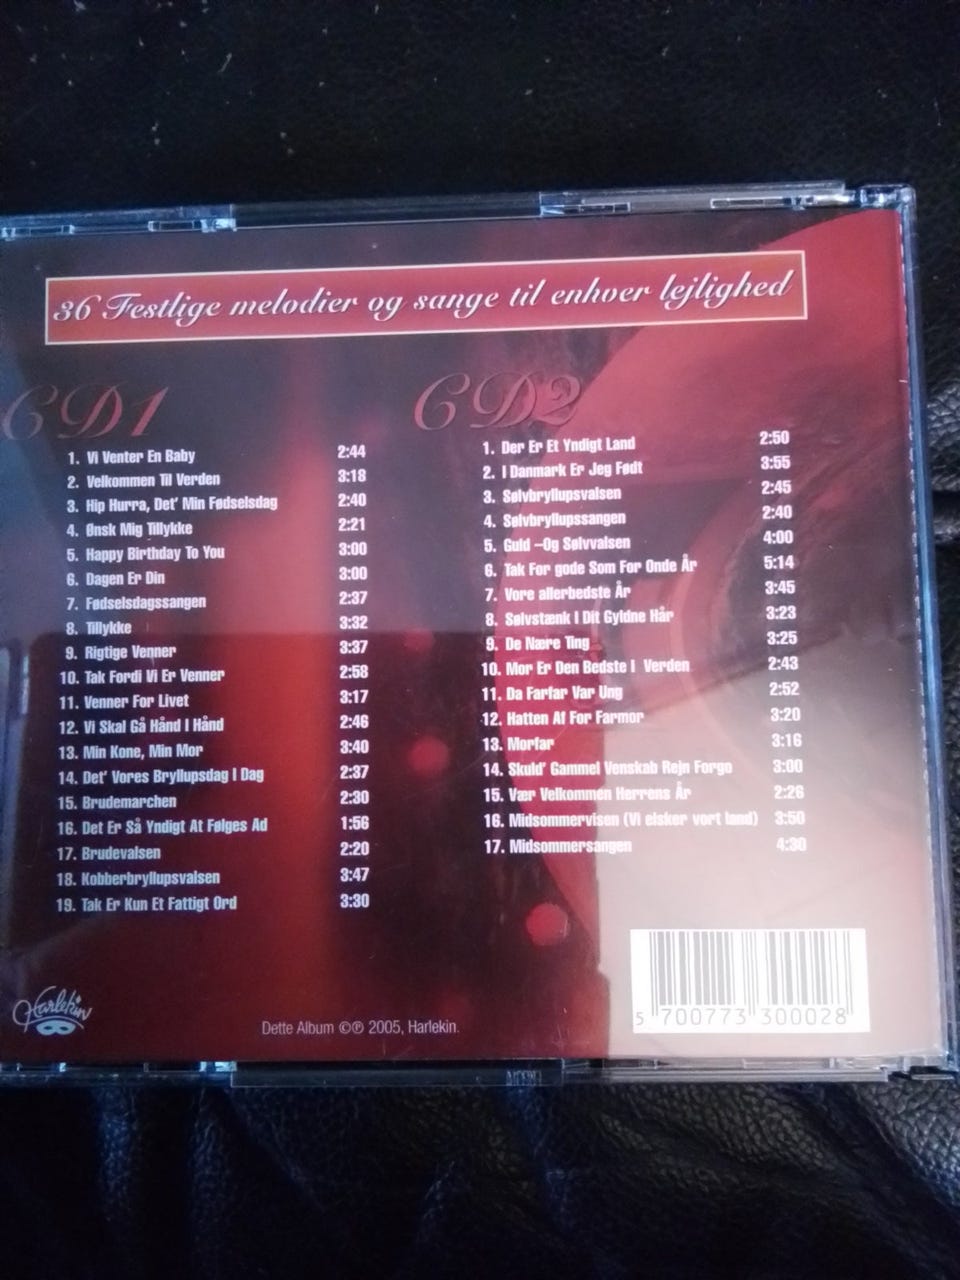 36 Festlige melodier og sange til enhver lejlighed
CD1
1. Vi Venter En Baby 2:44
2. Velkommen Til Verden 3:18
3. Hip Hurra, Det' Min Fødselsdag 2:40
4. Ønsk Mig Tillykke 2:21
5. Happy Birthday To You 3:00
6. Dagen Er Din 3:00
7. Fødselsdagssangen 2:37
8. Tillykke 3:32
9. Rigtige Venner 3:37
10. Tak Fordi Vi Er Venner 2:58
11. Venner For Livet 3:17
12. Vi Skal Gå Hånd I Hånd 2:46
13. Min Kone, Min Mor 3:40
14. Det' Vores Bryllupsdag I Dag 2:37
15. Brudemarchen 2:30
16. Det Er Så Yndigt At Følges Ad 1:56
17. Brudevalsen 2:20
18. Kobberbryllupsvalsen 3:47
19. Tak Er Kun Et Fattigt Ord 3:30
CD2
1. Der Er Et Yndigt Land 2:50
2. I Danmark Er Jeg Født 3:55
3. Sølvbryllupsvalsen 2:45
4. Sølvbryllupssangen 2:40
5. Guld –Og Sølvvalsen 4:00
6. Tak For gode Som For Onde År 5:14
7. Vore allerbedste År 3:45
8. Sølvstænk I Dit Gyldne Hår 3:23
9. De Nære Ting 3:25
10. Mor Er Den Bedste I Verden 2:43
11. Da Farfar Var Ung 2:52
12. Hatten Af For Farmor 3:20
13. Morfar 3:16
14. Skuld' Gammel Venskab Rejn Forgo 3:00
15. Vær Velkommen Herrens År 2:26
16. Midsommervisen (Vi elsker vort land) 3:50
17. Midsommersangen 4:30
Harlekin
Dette Album ©℗ 2005, Harlekin.
5 700773 300028